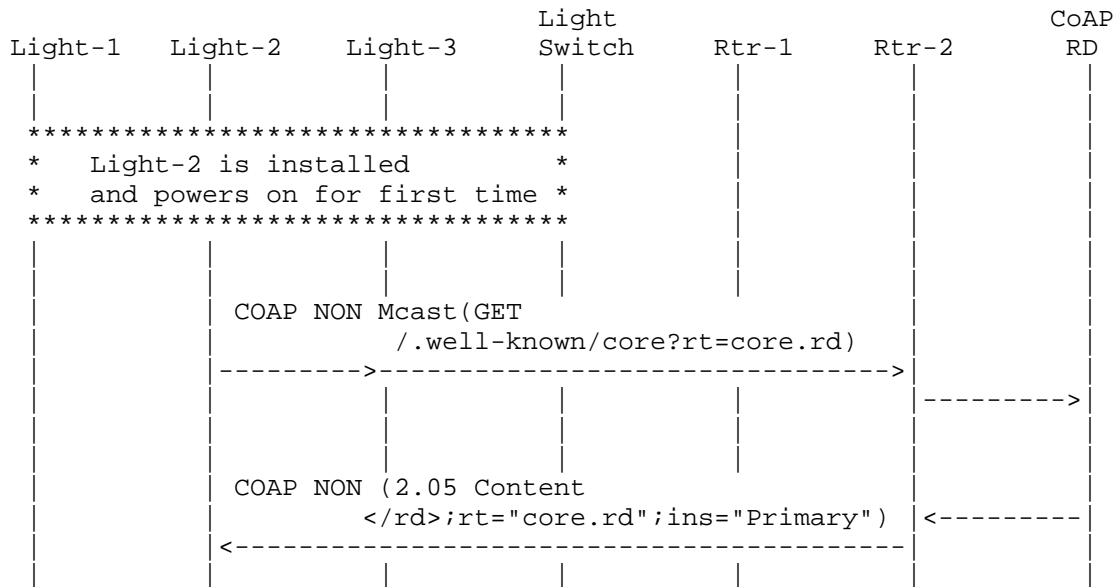 Light CoAP
Light-1 Light-2 Light-3 Switch Rtr-1 Rtr-2 RD
Light-2 is installed
and powers on for first time
COAP NON Mcast(GET
/.well-known/core?rt=core.rd)
COAP NON (2.05 Content
</rd>;rt="core.rd";ins="Primary")